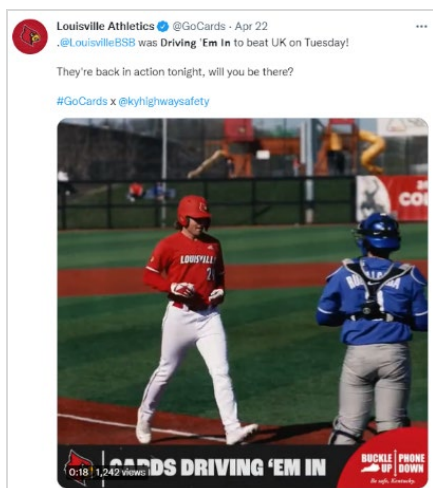 Louisville Athletics @GoCards · Apr 22
.@LouisvilleBSB was Driving 'Em In to beat UK on Tuesday!
They're back in action tonight, will you be there?
#GoCards x @kyhighwaysafety
CO
LOUISVILLE
0:18 1,242 views
CARDS DRIVING 'EM IN
BUCKLE UP PHONE DOWN
Be safe, Kentucky.